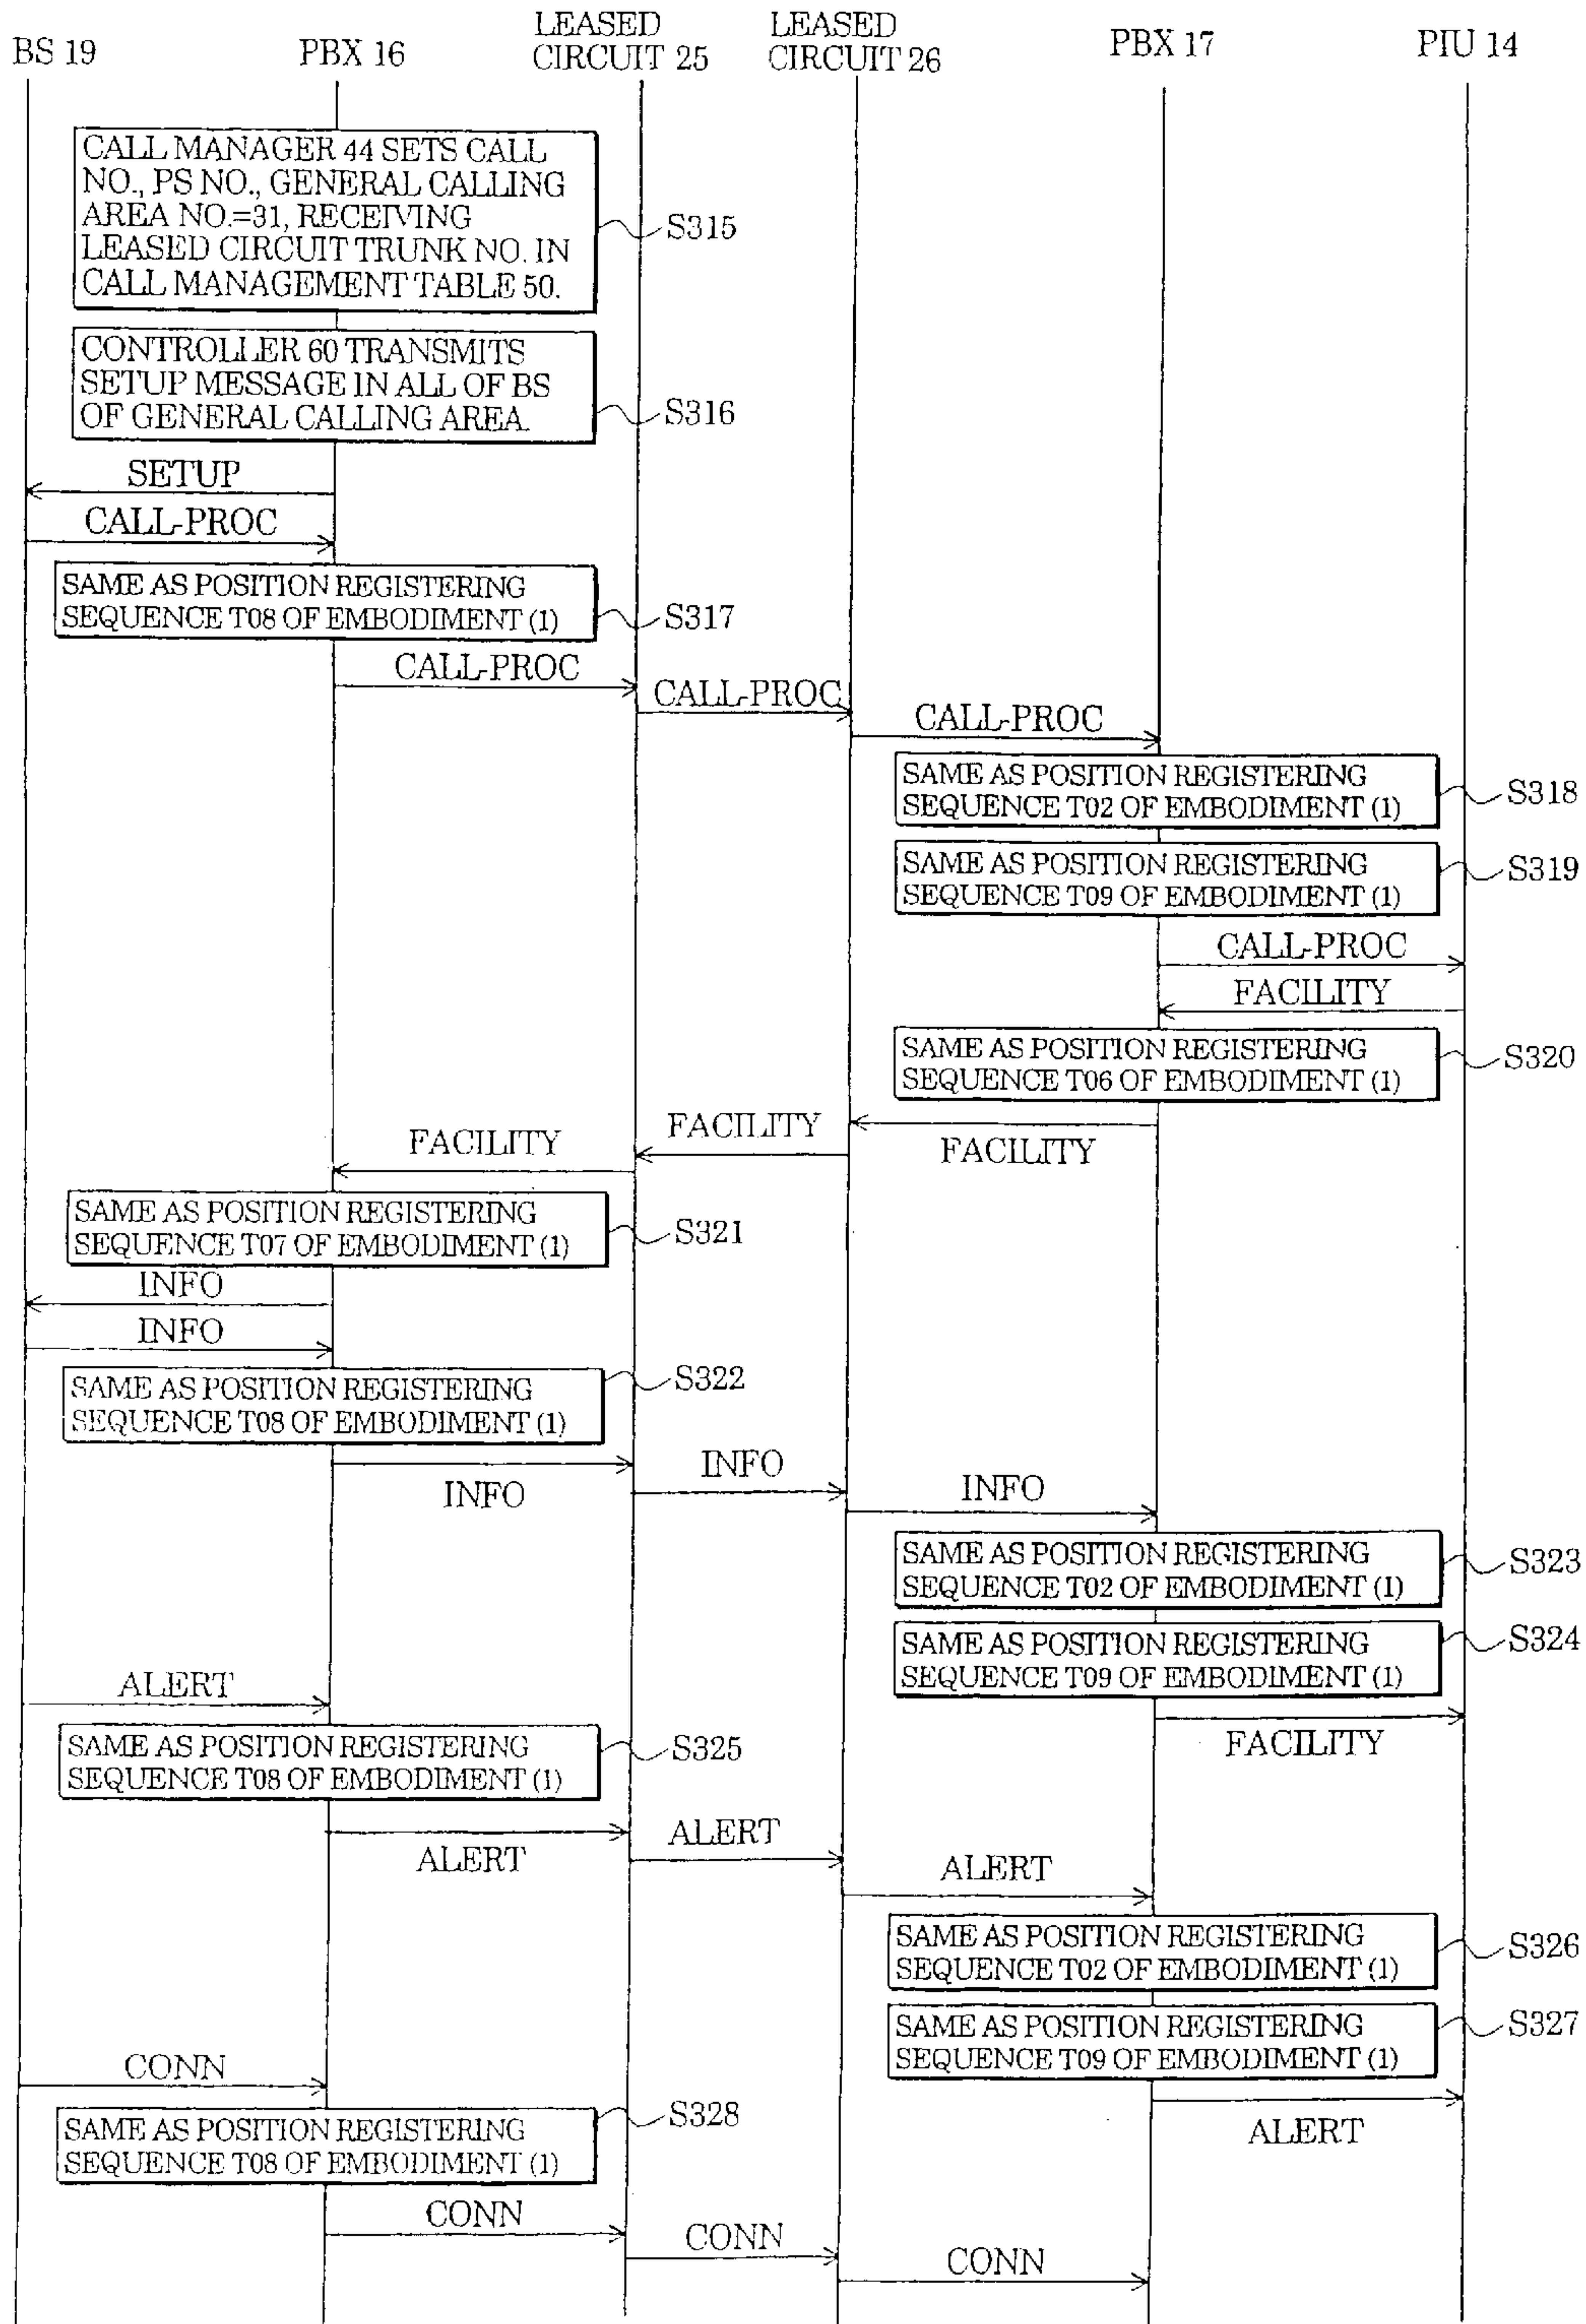 BS 19
PBX 16
LEASED
CIRCUIT 25
LEASED
CIRCUIT 26
PBX 17
PIU 14
CALL MANAGER 44 SETS CALL
NO., PS NO., GENERAL CALLING
AREA NO.=31, RECEIVING
LEASED CIRCUIT TRUNK NO. IN
CALL MANAGEMENT TABLE 50.
S315
CONTROLLER 60 TRANSMITS
SETUP MESSAGE IN ALL OF BS
OF GENERAL CALLING AREA.
S316
SETUP
CALL-PROC
SAME AS POSITION REGISTERING
SEQUENCE T08 OF EMBODIMENT (1)
S317
CALL-PROC
CALL-PROC
CALL-PROC
SAME AS POSITION REGISTERING
SEQUENCE T02 OF EMBODIMENT (1)
S318
SAME AS POSITION REGISTERING
SEQUENCE T09 OF EMBODIMENT (1)
S319
CALL-PROC
FACILITY
SAME AS POSITION REGISTERING
SEQUENCE T06 OF EMBODIMENT (1)
S320
FACILITY
FACILITY
FACILITY
SAME AS POSITION REGISTERING
SEQUENCE T07 OF EMBODIMENT (1)
S321
INFO
INFO
SAME AS POSITION REGISTERING
SEQUENCE T08 OF EMBODIMENT (1)
S322
INFO
INFO
INFO
SAME AS POSITION REGISTERING
SEQUENCE T02 OF EMBODIMENT (1)
S323
SAME AS POSITION REGISTERING
SEQUENCE T09 OF EMBODIMENT (1)
S324
ALERT
FACILITY
SAME AS POSITION REGISTERING
SEQUENCE T08 OF EMBODIMENT (1)
S325
ALERT
ALERT
ALERT
SAME AS POSITION REGISTERING
SEQUENCE T02 OF EMBODIMENT (1)
S326
SAME AS POSITION REGISTERING
SEQUENCE T09 OF EMBODIMENT (1)
S327
CONN
ALERT
SAME AS POSITION REGISTERING
SEQUENCE T08 OF EMBODIMENT (1)
S328
CONN
CONN
CONN